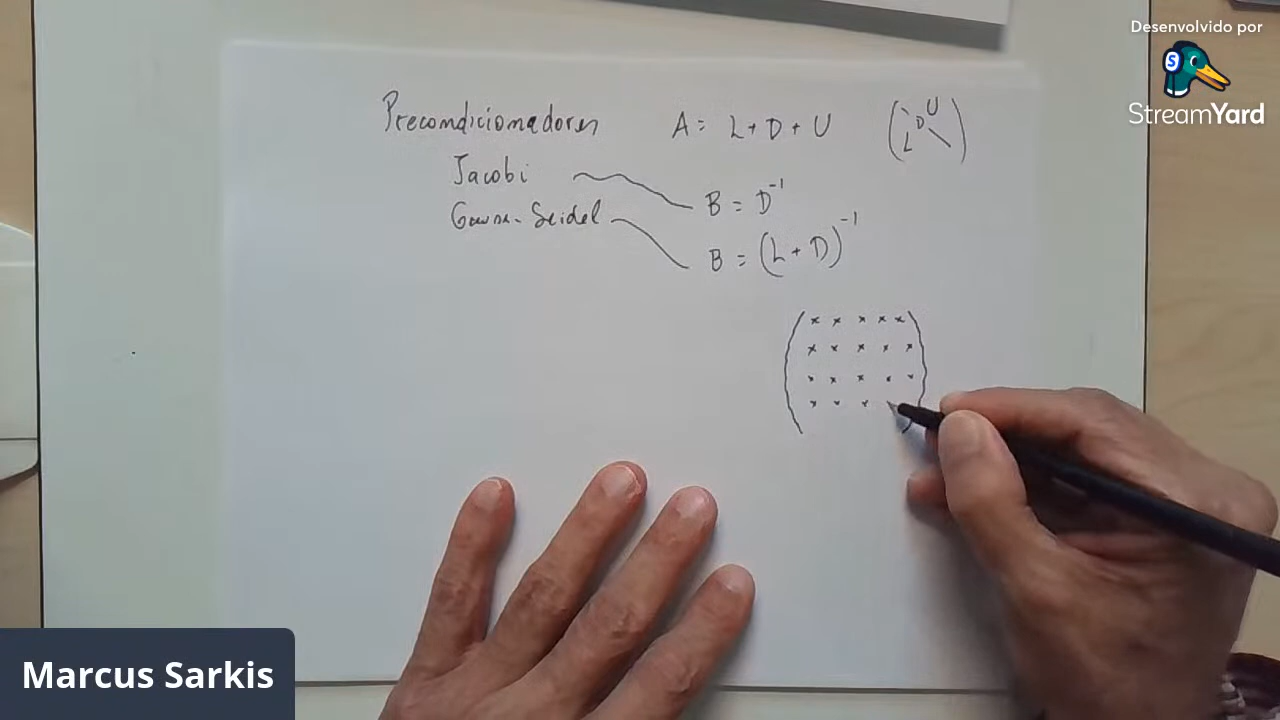 Desenvolvido por
StreamYard
Precondicionadores A = L + D + U ( L D U )
Jacobi B = D⁻¹
Gauss-Seidel B = (L + D)⁻¹
x x x x x
x x x x x
x x x x x
x x x
Marcus Sarkis